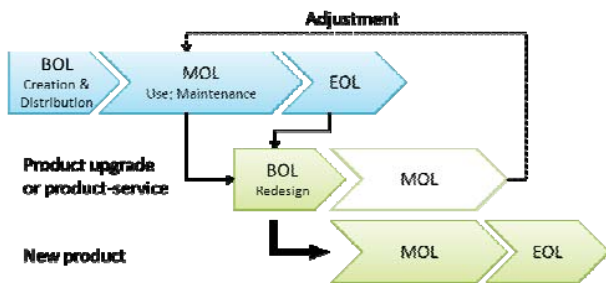 Adjustment
BOL
Creation &
Distribution
MOL
Use; Maintenance
EOL
Product upgrade
or product-service
BOL
Redesign
MOL
New product
MOL
EOL